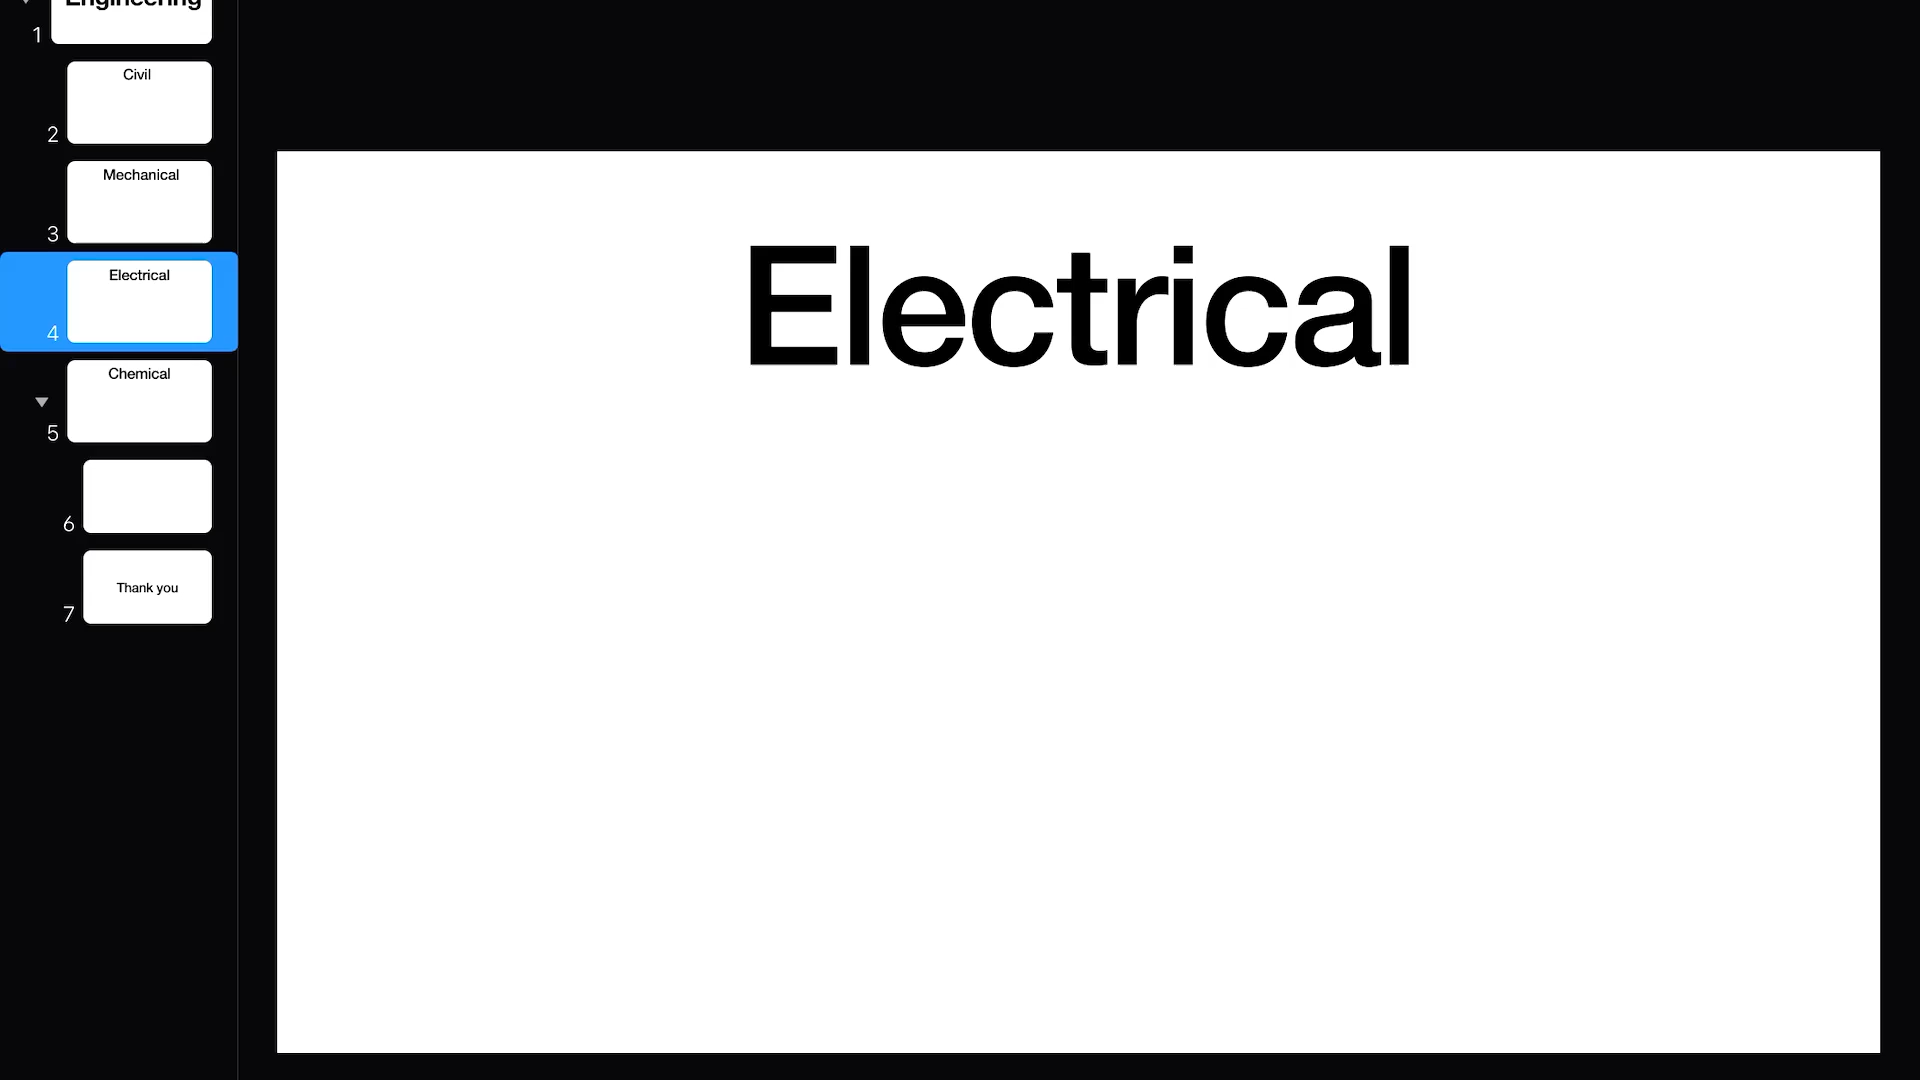 Engineering
1
Civil
2
Mechanical
3
Electrical
4
Chemical
5
6
Thank you
7
Electrical